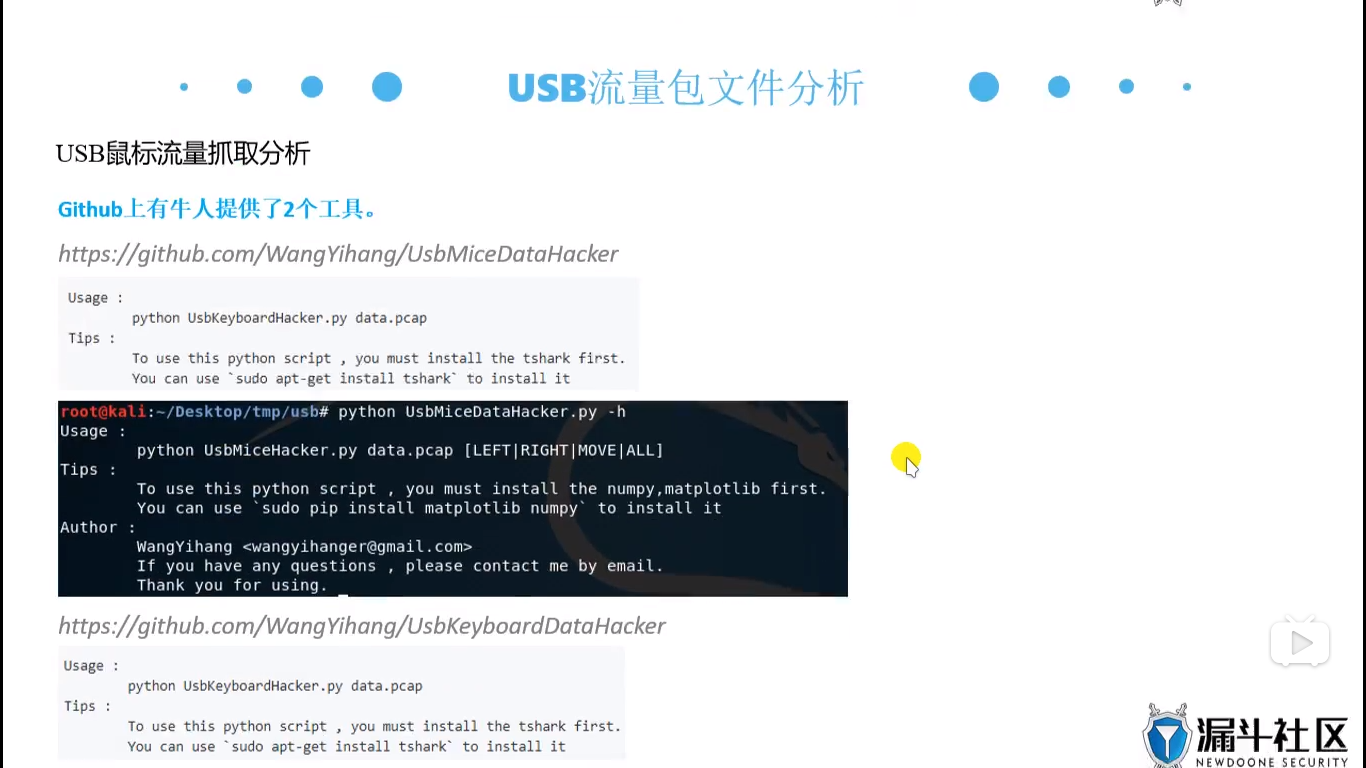 USB流量包文件分析
USB鼠标流量抓取分析
Github上有牛人提供了2个工具。
https://github.com/WangYihang/UsbMiceDataHacker
Usage :
python UsbKeyboardHacker.py data.pcap
Tips :
To use this python script , you must install the tshark first.
You can use `sudo apt-get install tshark` to install it
root@kali:~/Desktop/tmp/usb# python UsbMiceDataHacker.py -h
Usage :
python UsbMiceHacker.py data.pcap [LEFT|RIGHT|MOVE|ALL]
Tips :
To use this python script , you must install the numpy,matplotlib first.
You can use `sudo pip install matplotlib numpy` to install it
Author :
WangYihang <wangyihanger@gmail.com>
If you have any questions , please contact me by email.
Thank you for using.
https://github.com/WangYihang/UsbKeyboardDataHacker
Usage :
python UsbKeyboardHacker.py data.pcap
Tips :
To use this python script , you must install the tshark first.
You can use `sudo apt-get install tshark` to install it
漏斗社区
NEWDOONE SECURITY